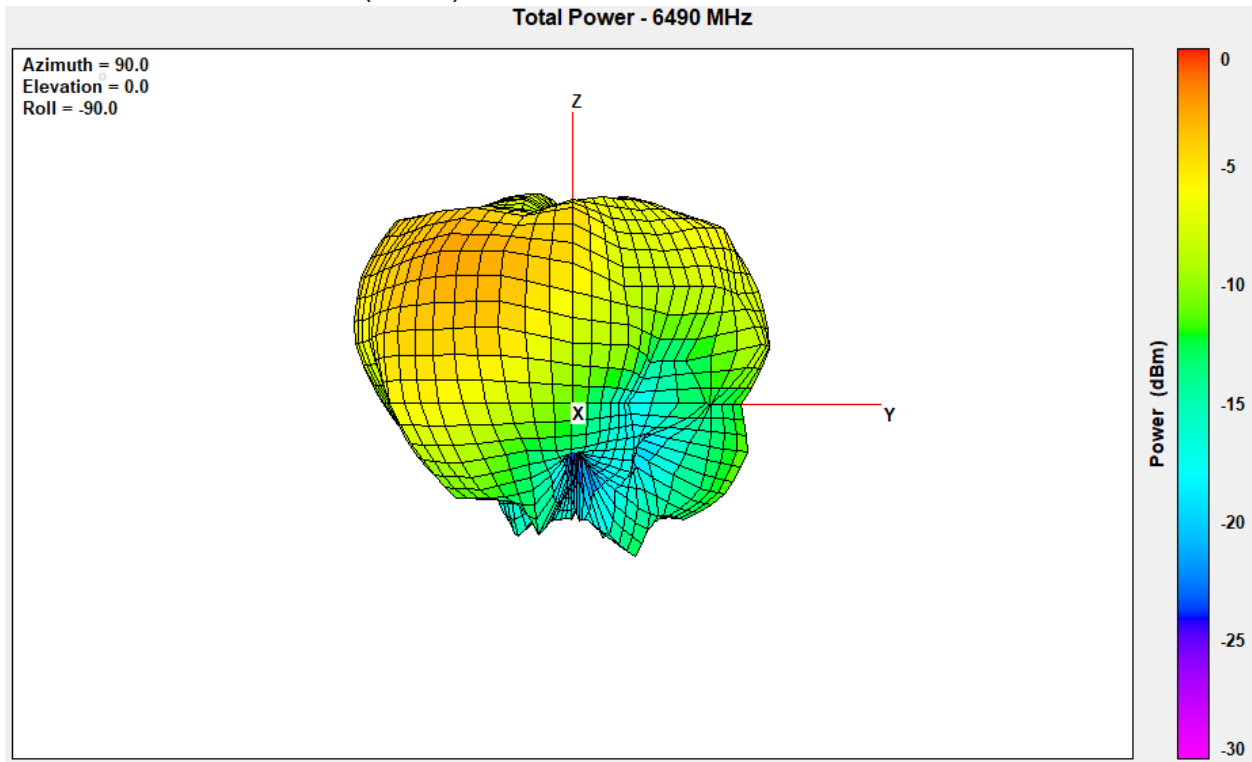 Total Power - 6490 MHz
Azimuth = 90.0
Elevation = 0.0
Roll = -90.0
Z
X
Y
0
-5
-10
-15
-20
-25
-30
Power (dBm)